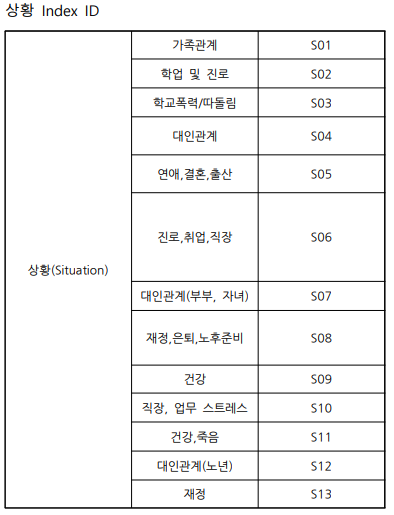 상황 Index ID
가족관계 S01
학업 및 진로 S02
학교폭력/따돌림 S03
대인관계 S04
연애,결혼,출산 S05
진로,취업,직장 S06
상황(Situation)
대인관계(부부, 자녀) S07
재정,은퇴,노후준비 S08
건강 S09
직장, 업무 스트레스 S10
건강,죽음 S11
대인관계(노년) S12
재정 S13